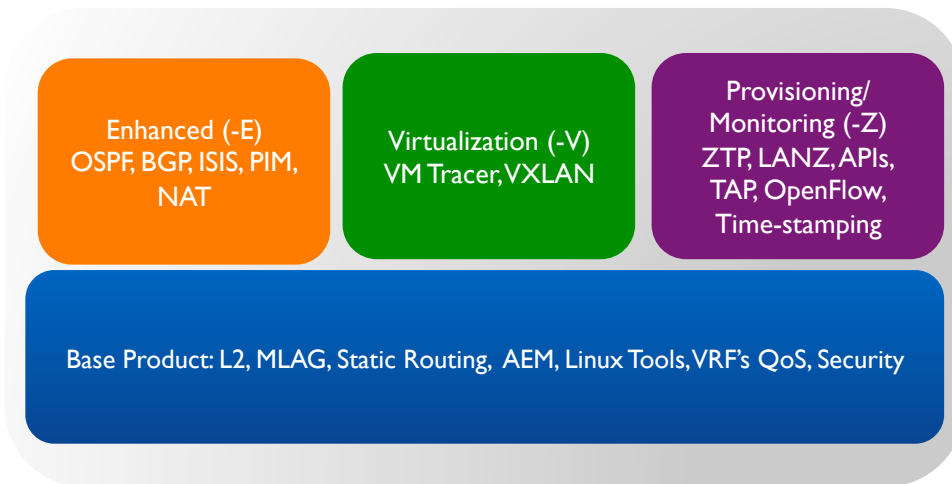 Enhanced (-E)
OSPF, BGP, ISIS, PIM,
NAT
Virtualization (-V)
VM Tracer, VXLAN
Provisioning/
Monitoring (-Z)
ZTP, LANZ, APIs,
TAP, OpenFlow,
Time-stamping
Base Product: L2, MLAG, Static Routing, AEM, Linux Tools, VRF's QoS, Security